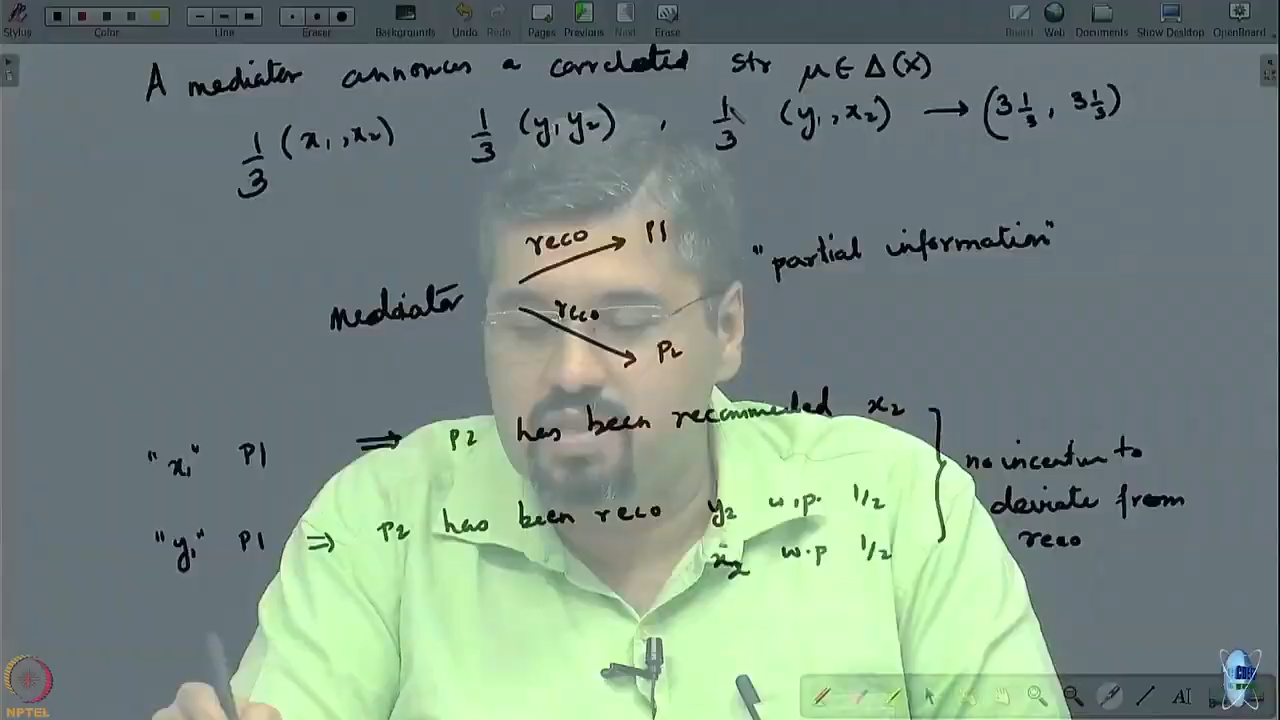 Stylus Color Line Eraser Backgrounds Undo Redo Pages Previous Next Erase Board Web Documents Show Desktop OpenBoard
A mediator announces a correlated str μ ∈ Δ(X)
1/3 (x₁, x₂) 1/3 (y₁ y₂) , 1/3 (y₁, x₂) → (3 1/3, 3 1/3)
reco P1
"partial information"
mediator
reco
P2
"x₁" P1 ⇒ P2 has been recommended x₂
no incentive to
deviate from
reco
"y₁" P1 ⇒ P2 has been reco y₂ w.p. 1/2
x₂ w.p 1/2
NPTEL